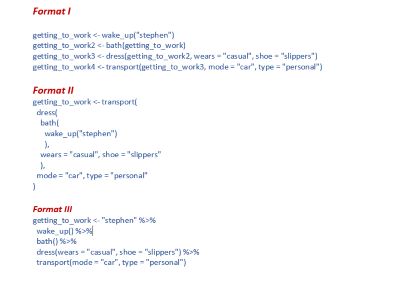 Format I
getting_to_work <- wake_up("stephen")
getting_to_work2 <- bath(getting_to_work)
getting_to_work3 <- dress(getting_to_work2, wears = "casual", shoe = "slippers")
getting_to_work4 <- transport(getting_to_work3, mode = "car", type = "personal")
Format II
getting_to_work <- transport(
dress(
bath(
wake_up("stephen")
),
wears = "casual", shoe = "slippers"
),
mode = "car", type = "personal"
)
Format III
getting_to_work <- "stephen" %>%
wake_up() %>%
bath() %>%
dress(wears = "casual", shoe = "slippers") %>%
transport(mode = "car", type = "personal")